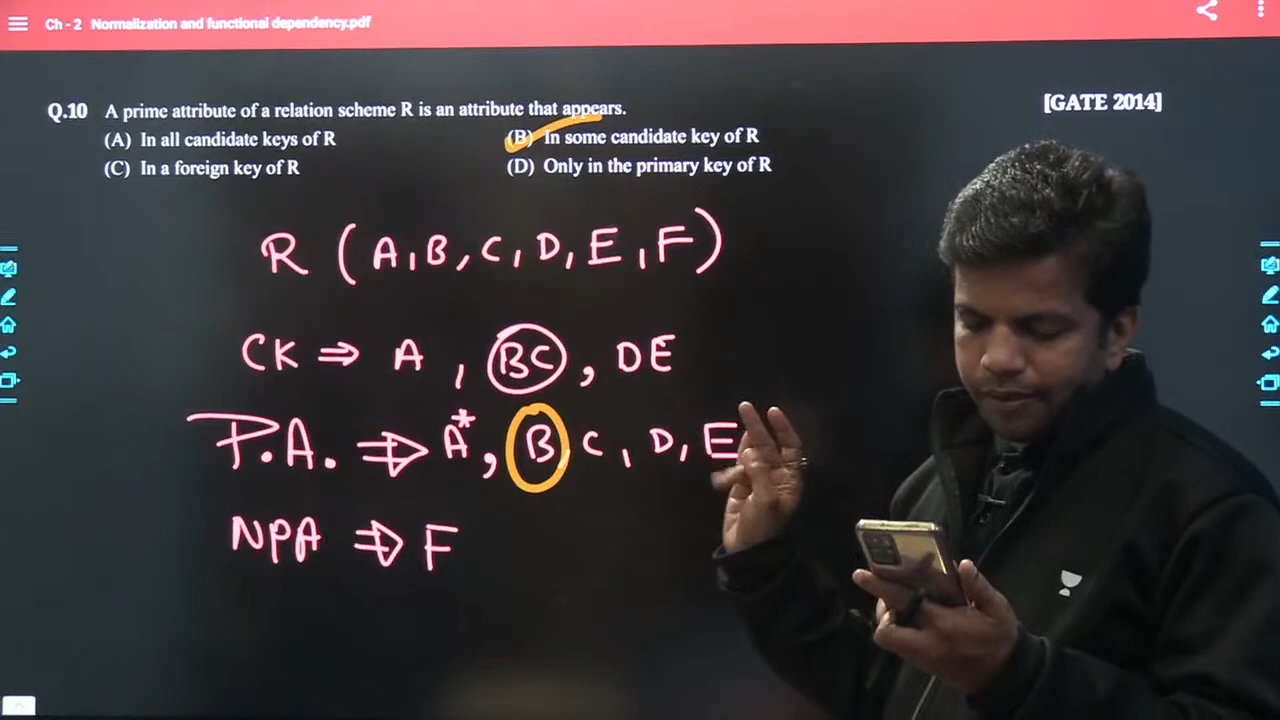 Ch - 2 Normalization and functional dependency.pdf
Q.10 A prime attribute of a relation scheme R is an attribute that appears. [GATE 2014]
(A) In all candidate keys of R (B) In some candidate key of R
(C) In a foreign key of R (D) Only in the primary key of R
R (A, B, C, D, E, F)
CK ⇒ A, BC, DE
P.A. ⇒ A*, B C, D, E
NPA ⇒ F